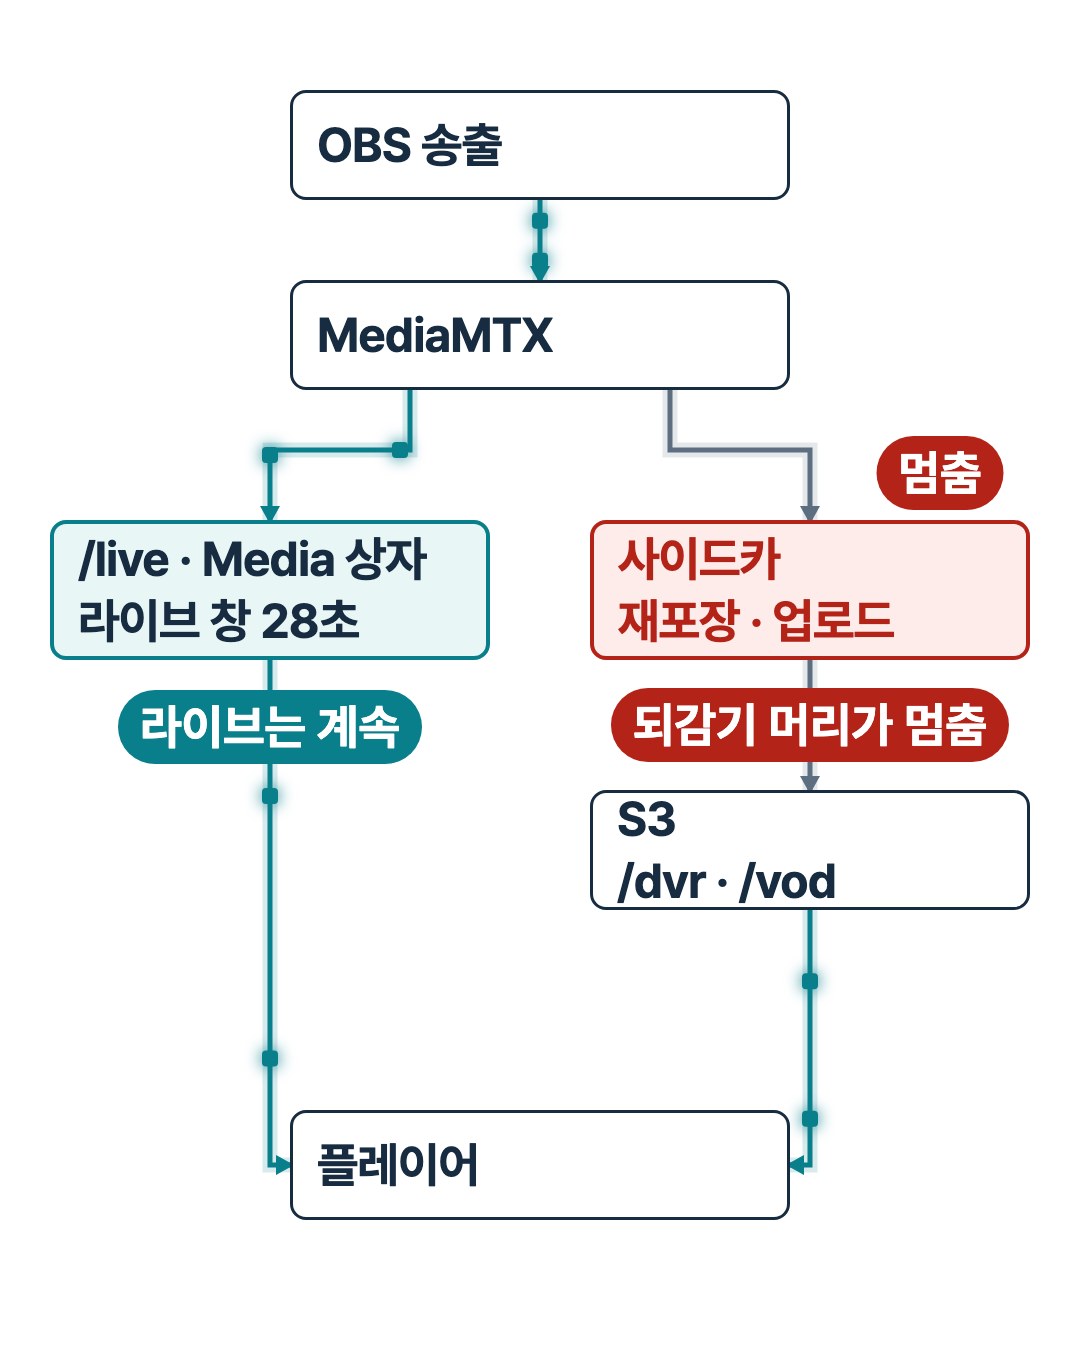 OBS 송출
MediaMTX
멈춤
/live · Media 상자
라이브 창 28초
사이드카
재포장 · 업로드
라이브는 계속
되감기 머리가 멈춤
S3
/dvr · /vod
플레이어